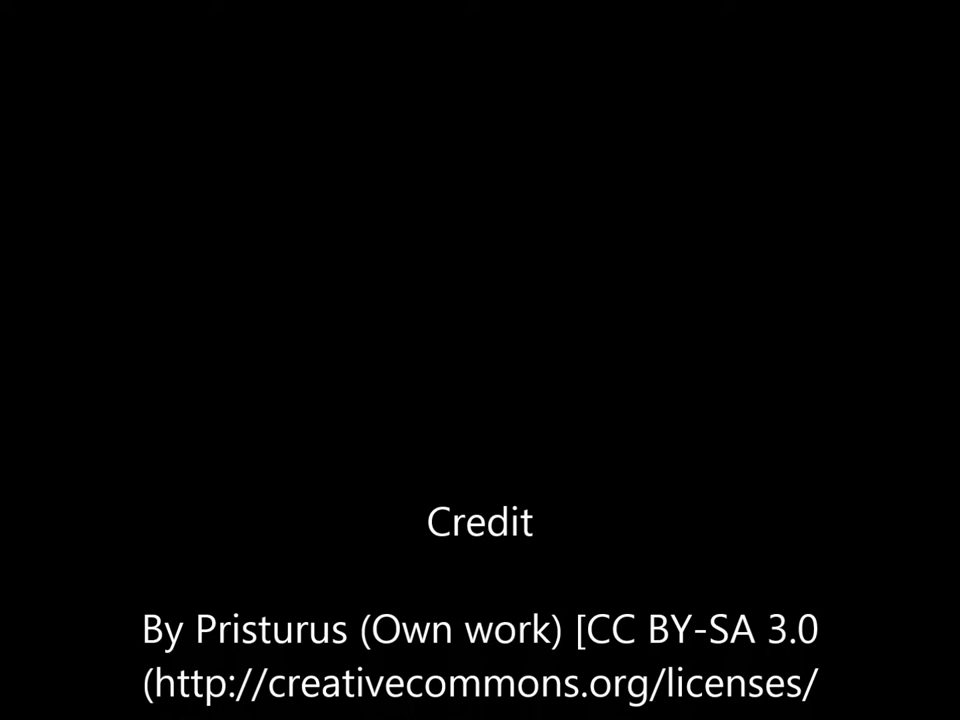 Credit
By Pristurus (Own work) [CC BY-SA 3.0
(http://creativecommons.org/licenses/